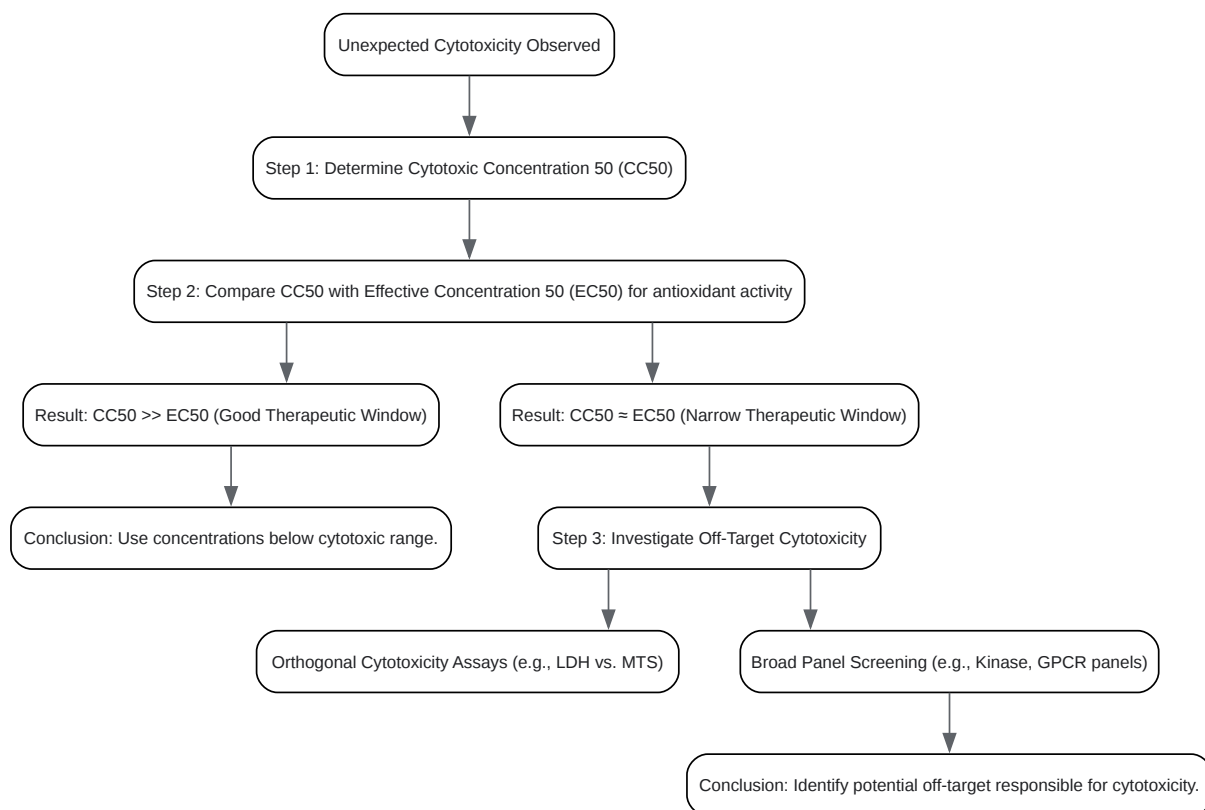 Unexpected Cytotoxicity Observed
Step 1: Determine Cytotoxic Concentration 50 (CC50)
Step 2: Compare CC50 with Effective Concentration 50 (EC50) for antioxidant activity
Result: CC50 >> EC50 (Good Therapeutic Window)
Result: CC50 ≈ EC50 (Narrow Therapeutic Window)
Conclusion: Use concentrations below cytotoxic range.
Step 3: Investigate Off-Target Cytotoxicity
Orthogonal Cytotoxicity Assays (e.g., LDH vs. MTS)
Broad Panel Screening (e.g., Kinase, GPCR panels)
Conclusion: Identify potential off-target responsible for cytotoxicity.